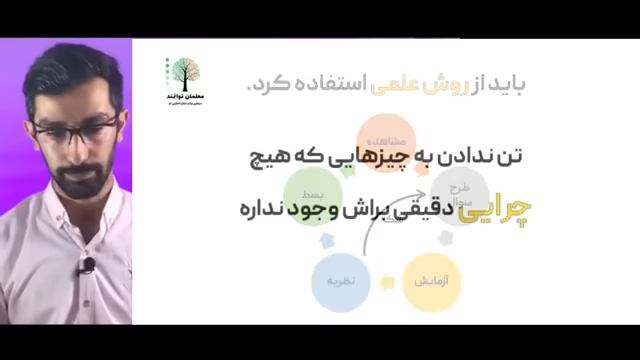 معلمان توانمند
باید از روش علمی استفاده کرد.
مشاهده
تن ندادن به چیزهایی که هیچ
طرح سوال
بسط
چرایی دقیقی براش وجود نداره
آزمایش
نظریه